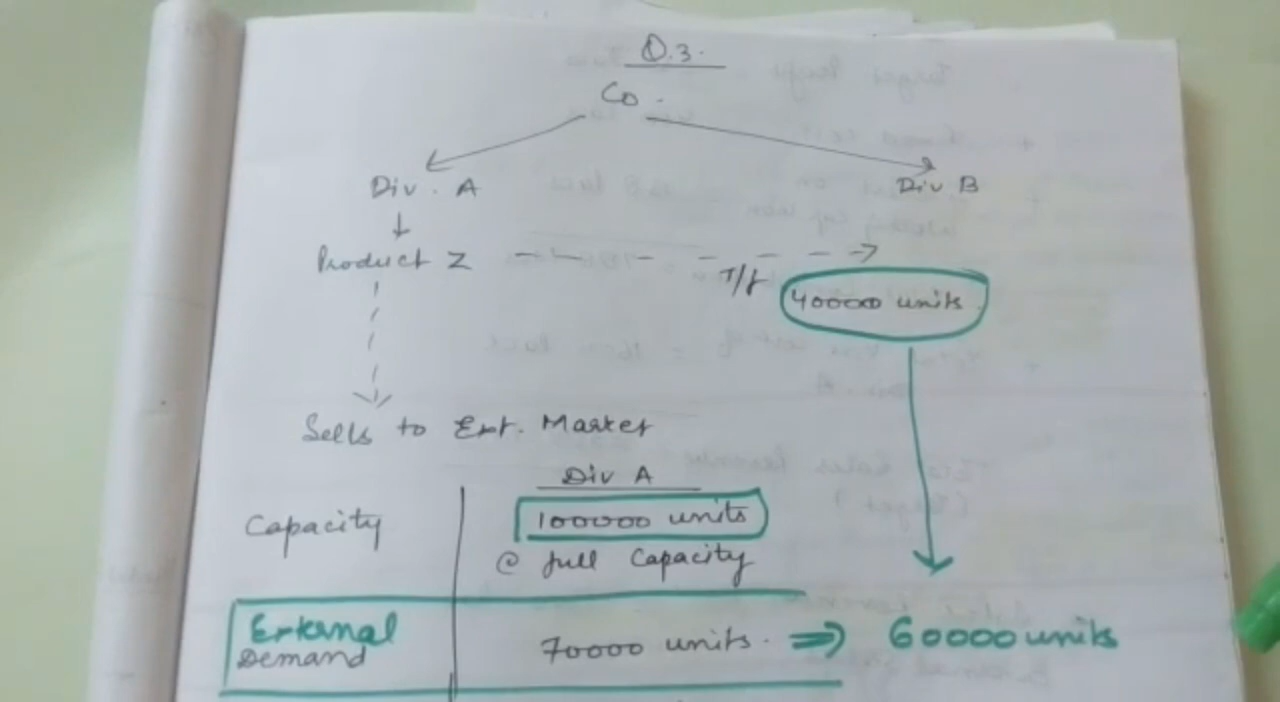 Q.3.
Co.
Div. A Div B
Product Z
T/f
40000 units
Sells to Ext. Market
Div A
Capacity 100000 units
@ full capacity
External
Demand 70000 units. ⇒ 60000 units